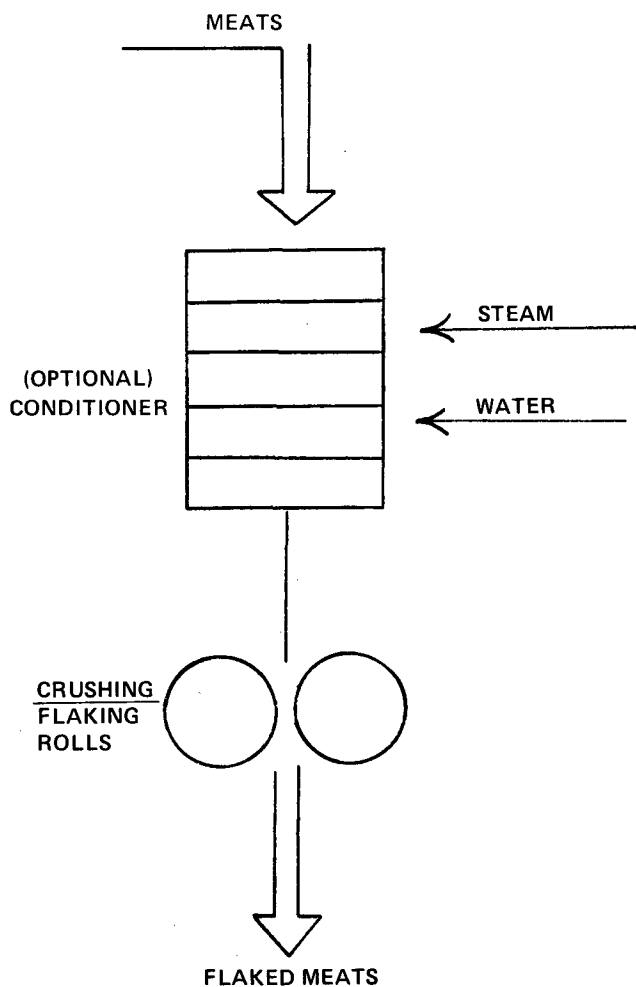 MEATS
STEAM
(OPTIONAL)
CONDITIONER
WATER
CRUSHING
FLAKING
ROLLS
FLAKED MEATS